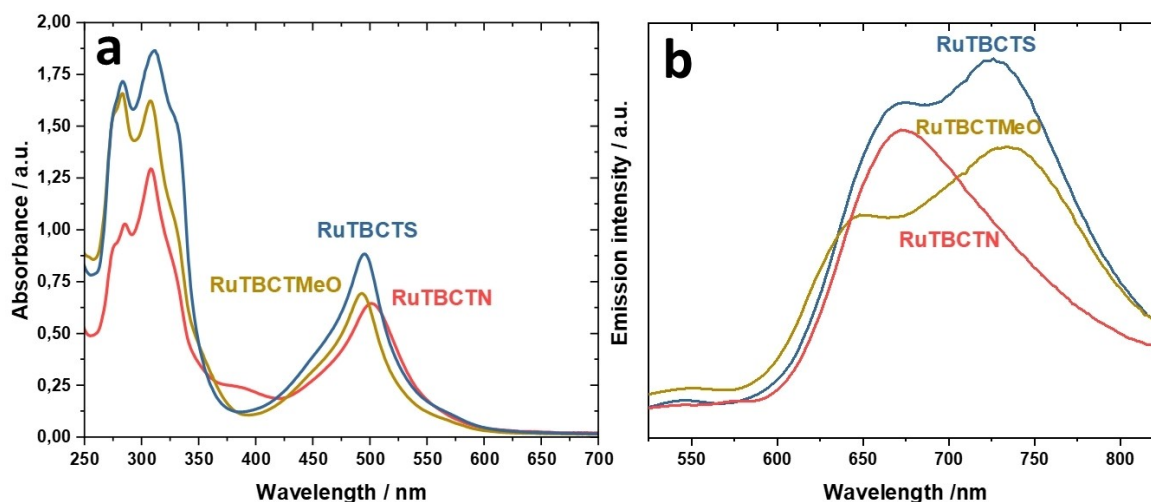 a
2,00
1,75
1,50
1,25
1,00
0,75
0,50
0,25
0,00
Absorbance / a.u.
RuTBCTS
RuTBCTMeO
RuTBCTN
250 300 350 400 450 500 550 600 650 700
Wavelength / nm
b
Emission intensity / a.u.
RuTBCTS
RuTBCTMeO
RuTBCTN
550 600 650 700 750 800
Wavelength /nm